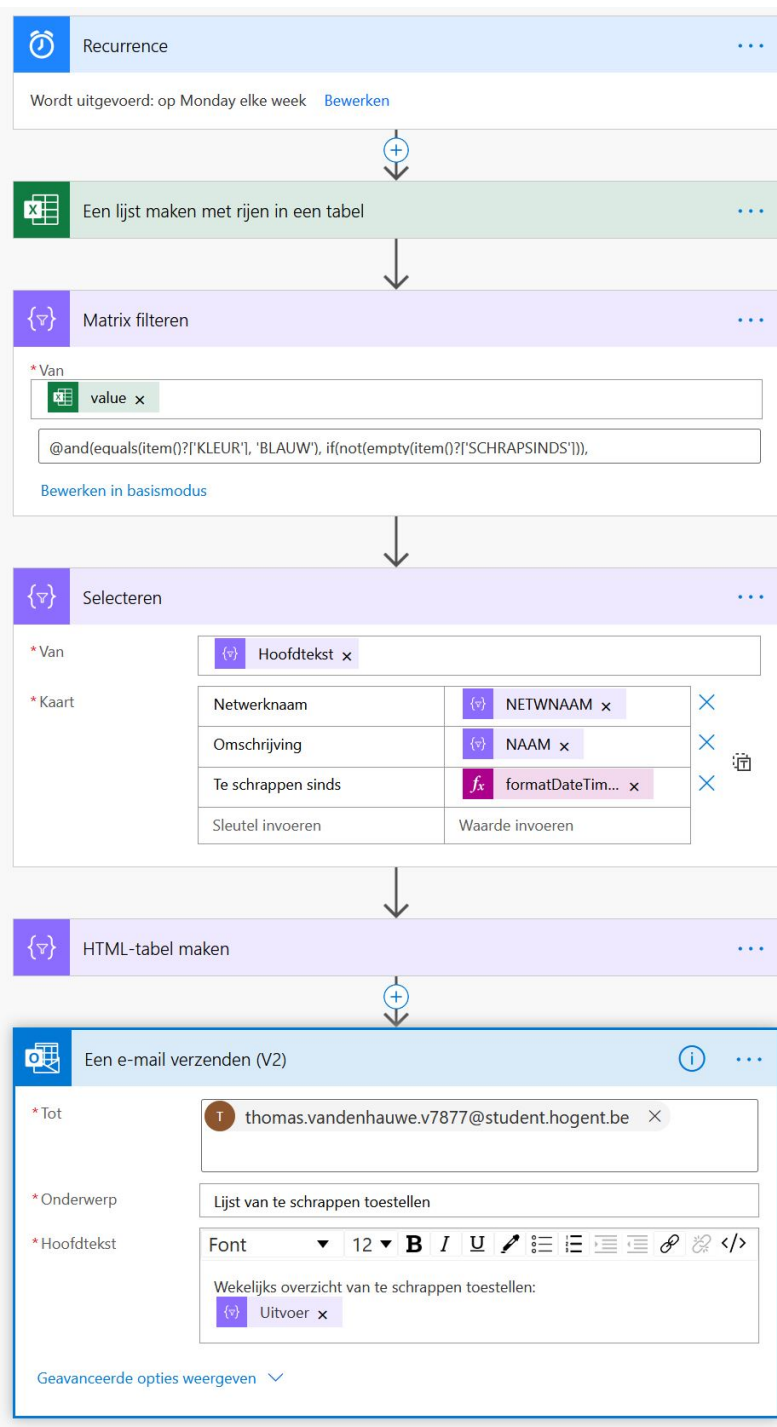 Recurrence
Wordt uitgevoerd: op Monday elke week Bewerken
Een lijst maken met rijen in een tabel
Matrix filteren
* Van
value
@and(equals(item()?['KLEUR'], 'BLAUW'), if(not(empty(item()?['SCHRAPSINDS'])),
Bewerken in basismodus
Selecteren
* Van
Hoofdtekst
* Kaart
Netwerknaam NETWNAAM
Omschrijving NAAM
Te schrappen sinds fx formatDateTim...
Sleutel invoeren Waarde invoeren
HTML-tabel maken
Een e-mail verzenden (V2)
* Tot
T thomas.vandenhauwe.v7877@student.hogent.be
* Onderwerp
Lijst van te schrappen toestellen
* Hoofdtekst
Font 12 B I U </>
Wekelijks overzicht van te schrappen toestellen:
Uitvoer
Geavanceerde opties weergeven